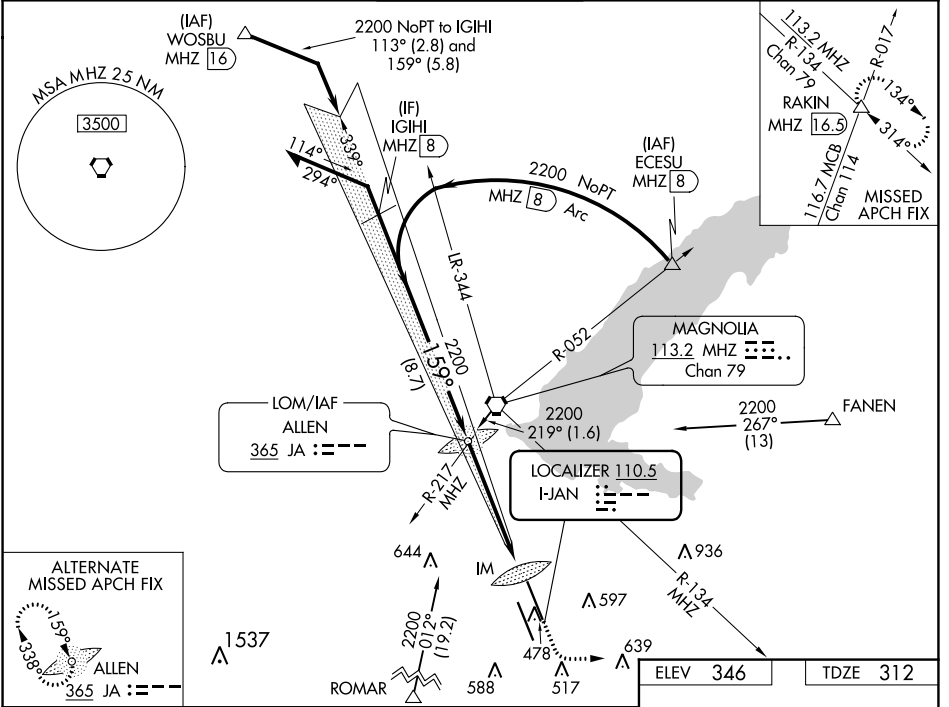 (IAF)
WOSBU
MHZ 16
2200 NoPT to IGIHI
113° (2.8) and
159° (5.8)
MSA MHZ 25 NM
3500
(IF)
IGIHI
MHZ 8
114°
294°
339°
(IAF)
ECESU
MHZ 8
2200 NoPT
MHZ 8 Arc
113.2 MHZ
R-134
Chan 79
R-017
RAKIN
MHZ 16.5
134°
314°
116.7 MCB
Chan 114
MISSED
APCH FIX
LR-344
R-052
2200
159°
(8.7)
MAGNOLIA
113.2 MHZ
Chan 79
LOM/IAF
ALLEN
365 JA
2200
219° (1.6)
2200
267°
(13)
FANEN
R-217
MHZ
LOCALIZER 110.5
I-JAN
R-134
MHZ
644
IM
936
597
ALTERNATE
MISSED APCH FIX
159°
338°
ALLEN
365 JA
1537
2200
012°
(19.2)
ROMAR
478
588
517
639
ELEV 346
TDZE 312